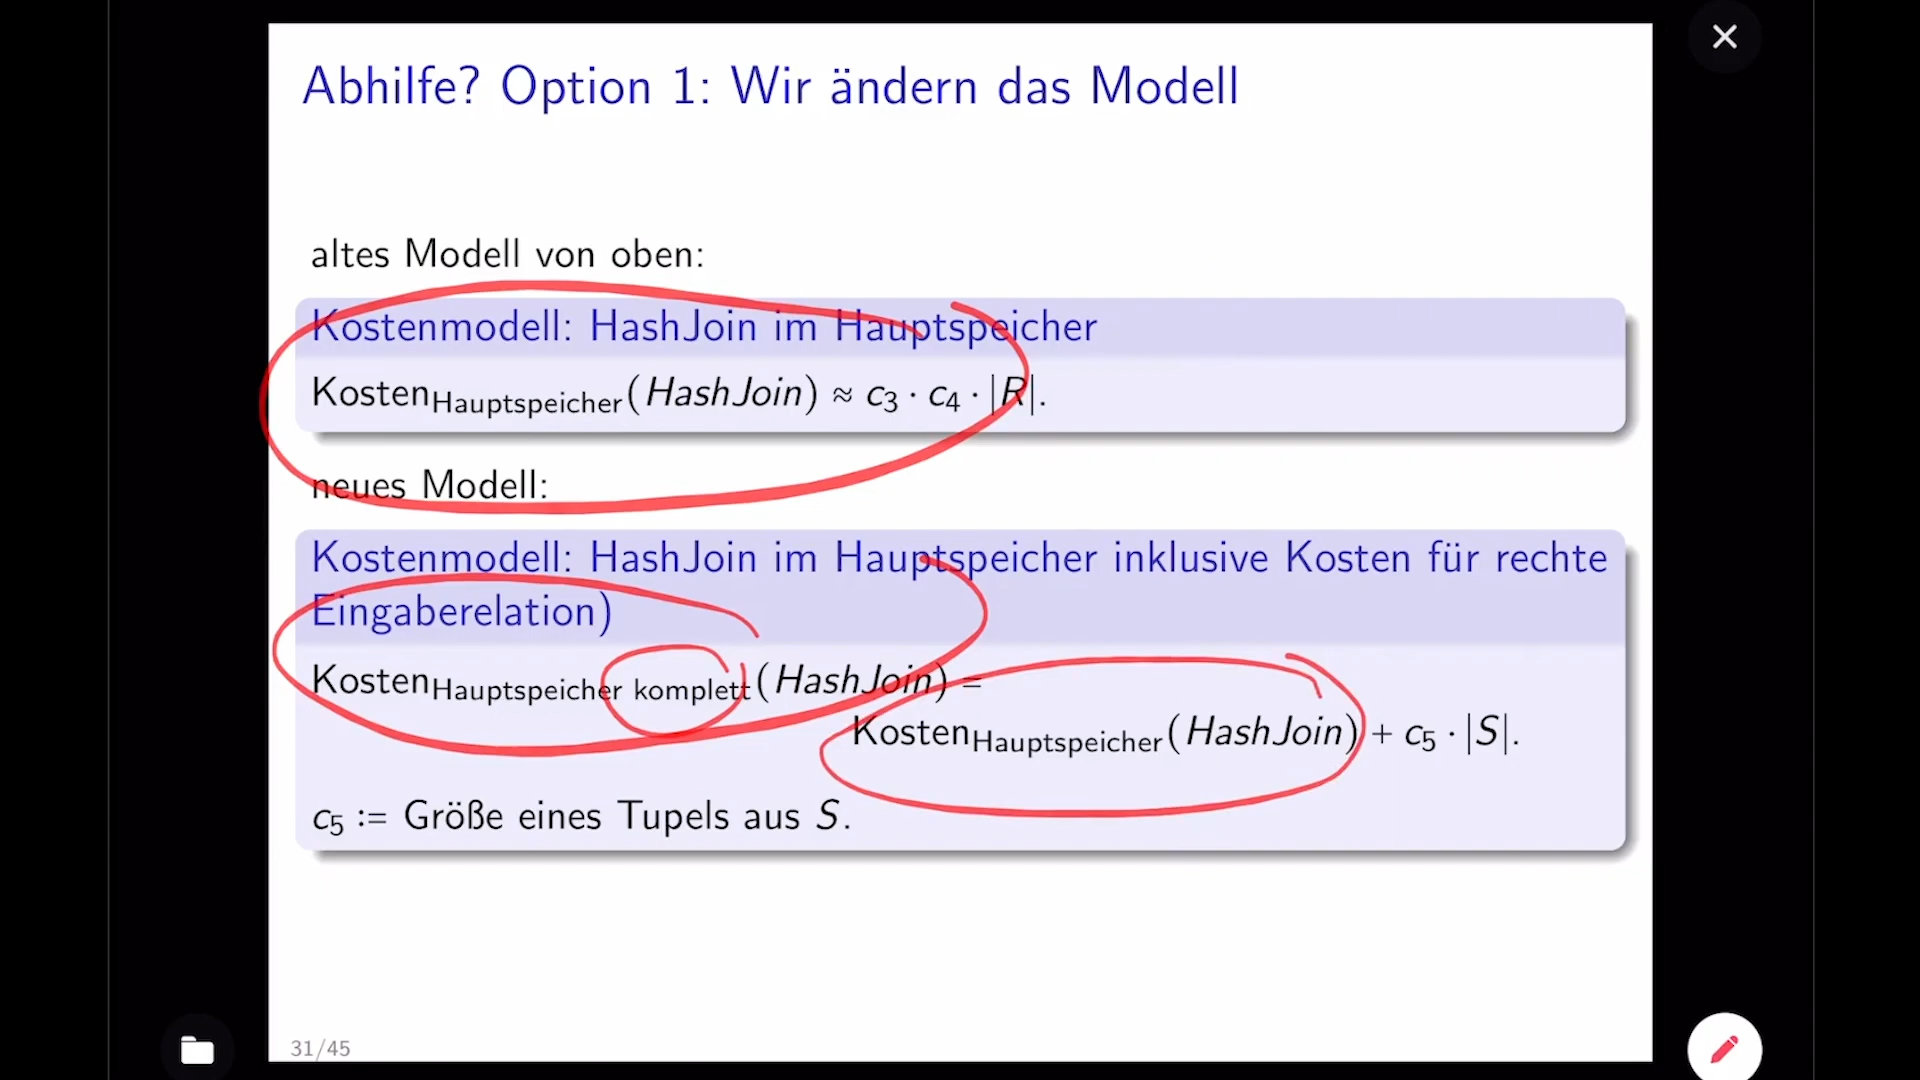 Abhilfe? Option 1: Wir ändern das Modell
altes Modell von oben:
Kostenmodell: HashJoin im Hauptspeicher
Kosten_Hauptspeicher(HashJoin) ≈ c₃ · c₄ · |R|.
neues Modell:
Kostenmodell: HashJoin im Hauptspeicher inklusive Kosten für rechte
Eingaberelation)
Kosten_Hauptspeicher komplett(HashJoin) =
Kosten_Hauptspeicher(HashJoin) + c₅ · |S|.
c₅ := Größe eines Tupels aus S.
31/45